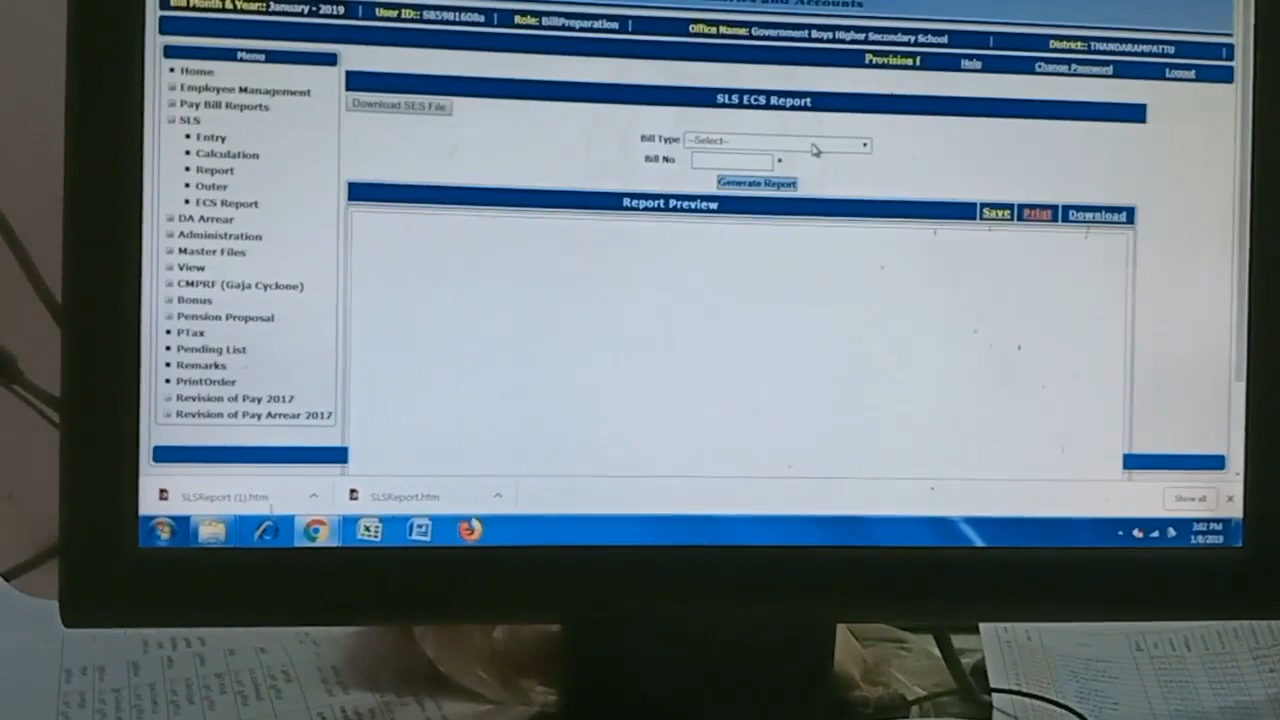 and Accounts
Bill Month & Year:: January - 2019 | User ID:: SB5981608a | Role: BillPreparation | Office Name: Government Boys Higher Secondary School | District:: THANDARAMPATTU |
Provision f Help Change Password Logout
Menu
Home
Employee Management
Pay Bill Reports
SLS
Entry
Calculation
Report
Outer
ECS Report
DA Arrear
Administration
Master Files
View
CMPRF (Gaja Cyclone)
Bonus
Pension Proposal
PTax
Pending List
Remarks
PrintOrder
Revision of Pay 2017
Revision of Pay Arrear 2017
SLS ECS Report
Download SES File
Bill Type --Select--
Bill No *
Generate Report
Report Preview Save Print Download
SLSReport (1).htm SLSReport.htm Show all
3:02 PM
1/8/2019